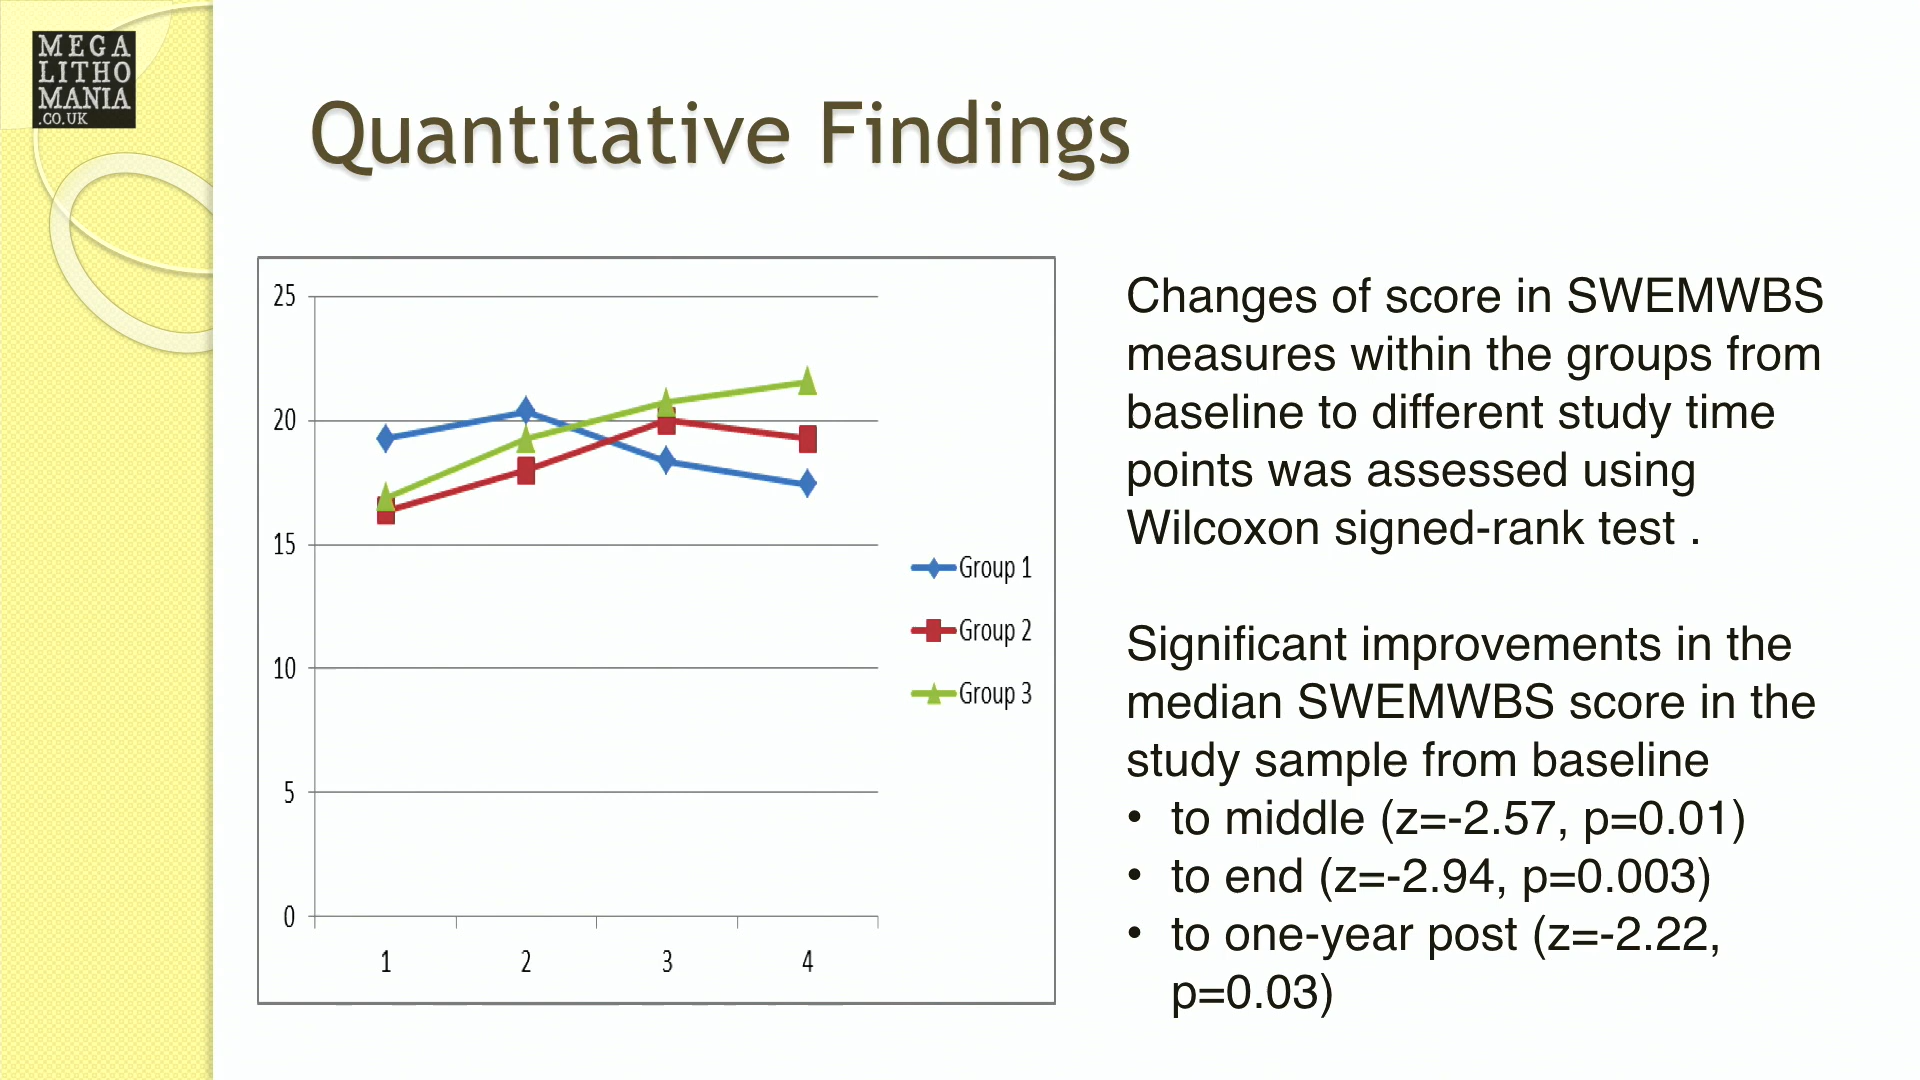 MEGA
LITHO
MANIA
.CO.UK
Quantitative Findings
25
20
15
10
5
0
1 2 3 4
Group 1
Group 2
Group 3
Changes of score in SWEMWBS
measures within the groups from
baseline to different study time
points was assessed using
Wilcoxon signed-rank test .
Significant improvements in the
median SWEMWBS score in the
study sample from baseline
• to middle (z=-2.57, p=0.01)
• to end (z=-2.94, p=0.003)
• to one-year post (z=-2.22,
p=0.03)